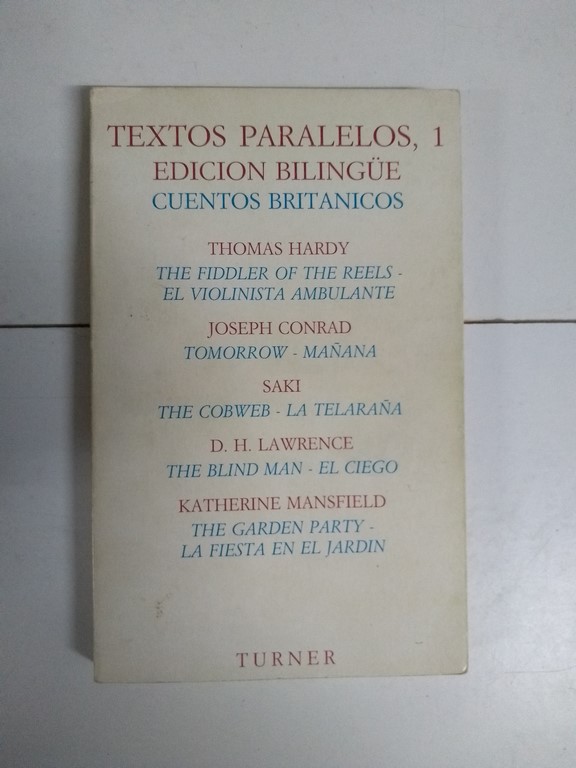 TEXTOS PARALELOS, 1
EDICION BILINGÜE
CUENTOS BRITANICOS
THOMAS HARDY
THE FIDDLER OF THE REELS -
EL VIOLINISTA AMBULANTE
JOSEPH CONRAD
TOMORROW - MAÑANA
SAKI
THE COBWEB - LA TELARAÑA
D. H. LAWRENCE
THE BLIND MAN - EL CIEGO
KATHERINE MANSFIELD
THE GARDEN PARTY -
LA FIESTA EN EL JARDIN
TURNER